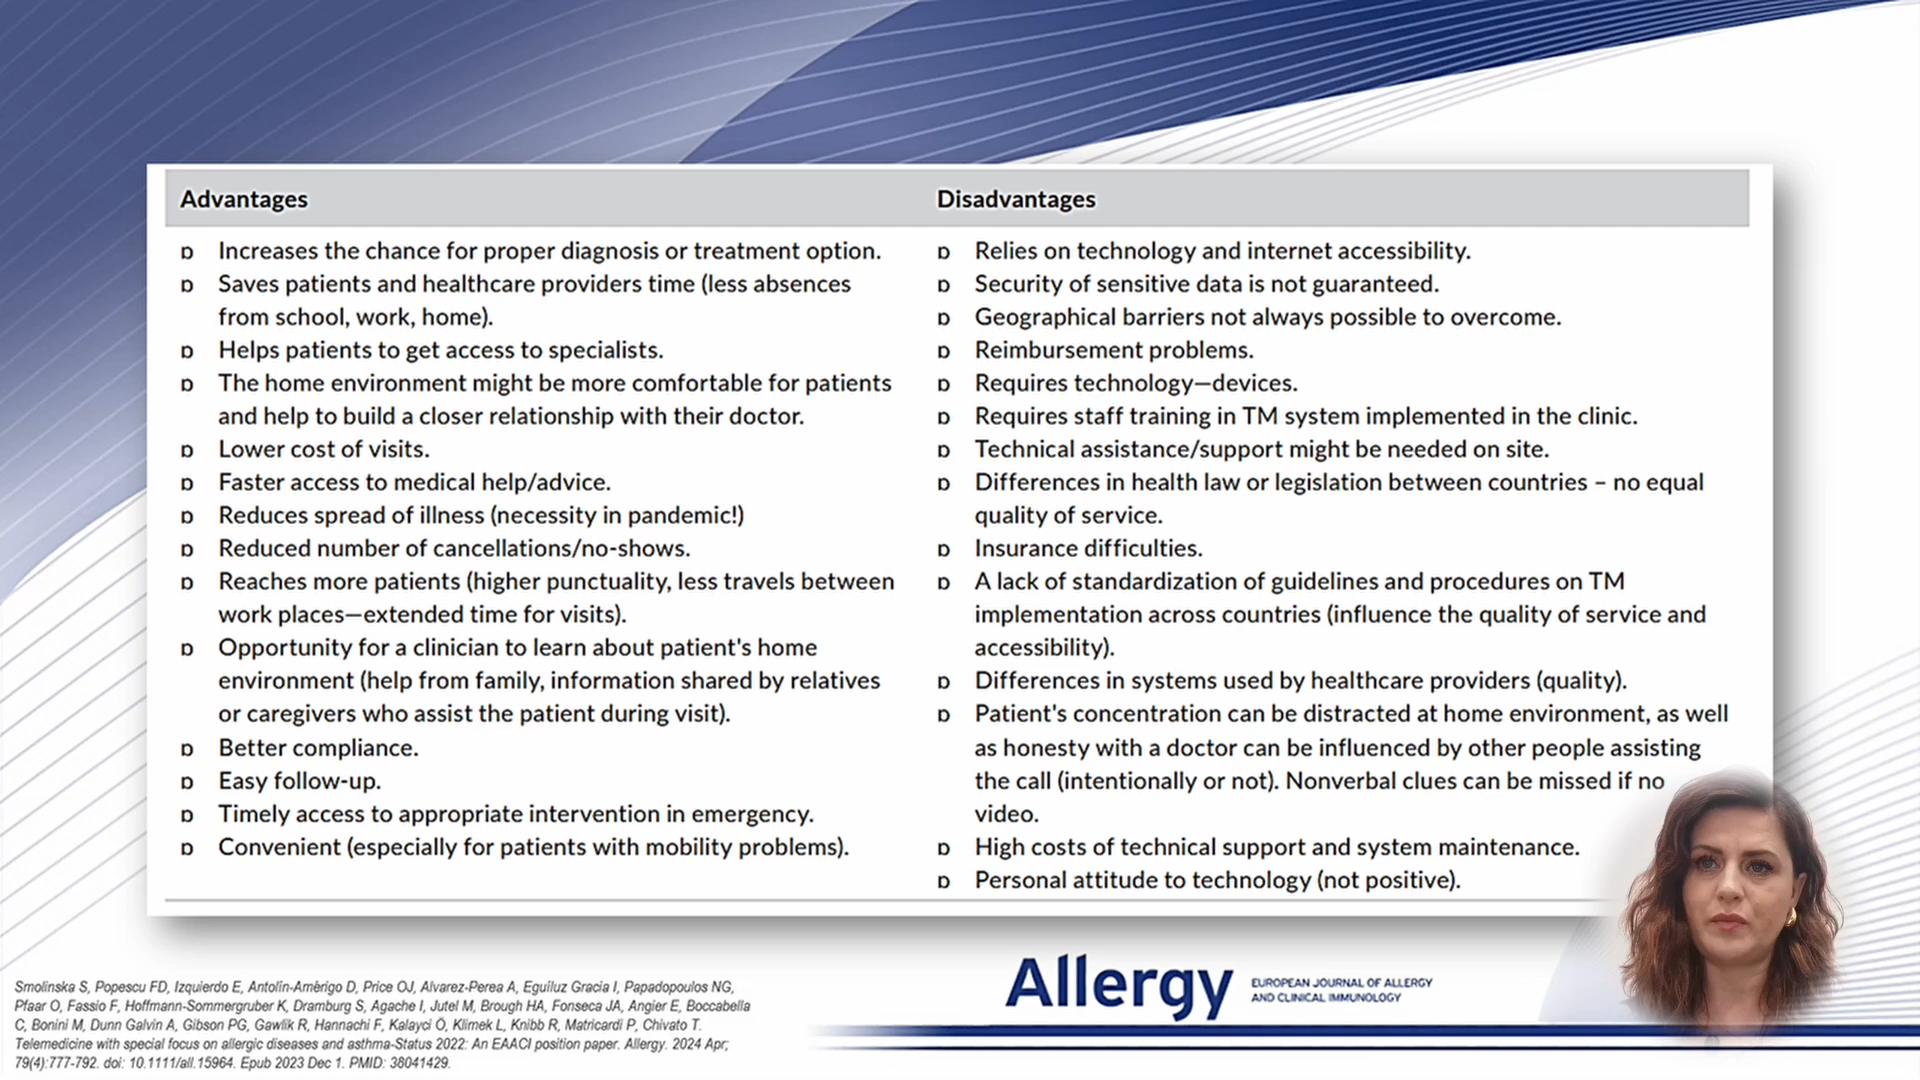 Advantages
Increases the chance for proper diagnosis or treatment option.
Saves patients and healthcare providers time (less absences
from school, work, home).
Helps patients to get access to specialists.
The home environment might be more comfortable for patients
and help to build a closer relationship with their doctor.
Lower cost of visits.
Faster access to medical help/advice.
Reduces spread of illness (necessity in pandemic!)
Reduced number of cancellations/no-shows.
Reaches more patients (higher punctuality, less travels between
work places—extended time for visits).
Opportunity for a clinician to learn about patient's home
environment (help from family, information shared by relatives
or caregivers who assist the patient during visit).
Better compliance.
Easy follow-up.
Timely access to appropriate intervention in emergency.
Convenient (especially for patients with mobility problems).
Disadvantages
Relies on technology and internet accessibility.
Security of sensitive data is not guaranteed.
Geographical barriers not always possible to overcome.
Reimbursement problems.
Requires technology—devices.
Requires staff training in TM system implemented in the clinic.
Technical assistance/support might be needed on site.
Differences in health law or legislation between countries – no equal
quality of service.
Insurance difficulties.
A lack of standardization of guidelines and procedures on TM
implementation across countries (influence the quality of service and
accessibility).
Differences in systems used by healthcare providers (quality).
Patient's concentration can be distracted at home environment, as well
as honesty with a doctor can be influenced by other people assisting
the call (intentionally or not). Nonverbal clues can be missed if no
video.
High costs of technical support and system maintenance.
Personal attitude to technology (not positive).
Smolinska S, Popescu FD, Izquierdo E, Antolín-Amérigo D, Price OJ, Alvarez-Perea A, Eguíluz Gracia I, Papadopoulos NG,
Pfaar O, Fassio F, Hoffmann-Sommergruber K, Dramburg S, Agache I, Jutel M, Brough HA, Fonseca JA, Angier E, Boccabella
C, Bonini M, Dunn Galvin A, Gibson PG, Gawlik R, Hannachi F, Kalayci Ö, Klimek L, Knibb R, Matricardi P, Chivato T.
Telemedicine with special focus on allergic diseases and asthma-Status 2022: An EAACI position paper. Allergy. 2024 Apr;
79(4):777-792. doi: 10.1111/all.15964. Epub 2023 Dec 1. PMID: 38041429.
Allergy
EUROPEAN JOURNAL OF ALLERGY
AND CLINICAL IMMUNOLOGY